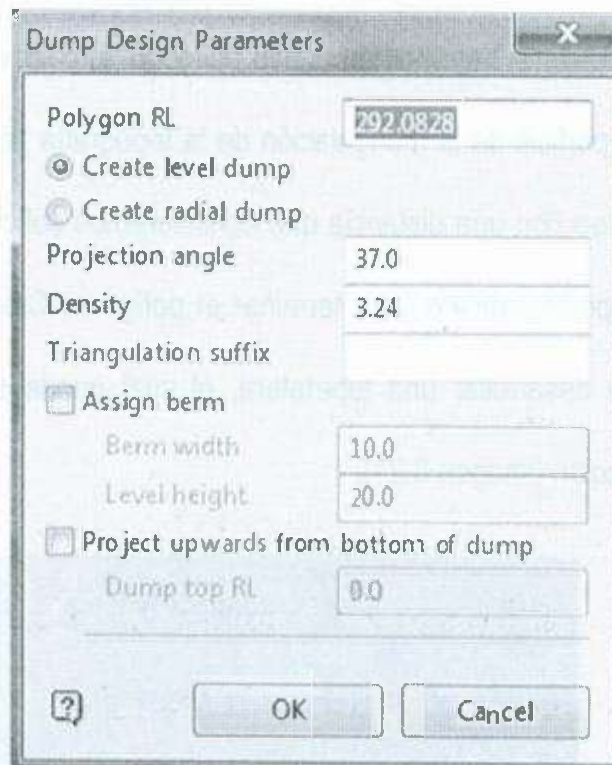 Dump Design Parameters
Polygon RL 292.0828
Create level dump
Create radial dump
Projection angle 37.0
Density 3.24
Triangulation suffix
Assign berm
Berm width 10.0
Level height 20.0
Project upwards from bottom of dump
Dump top RL 0.0
OK Cancel